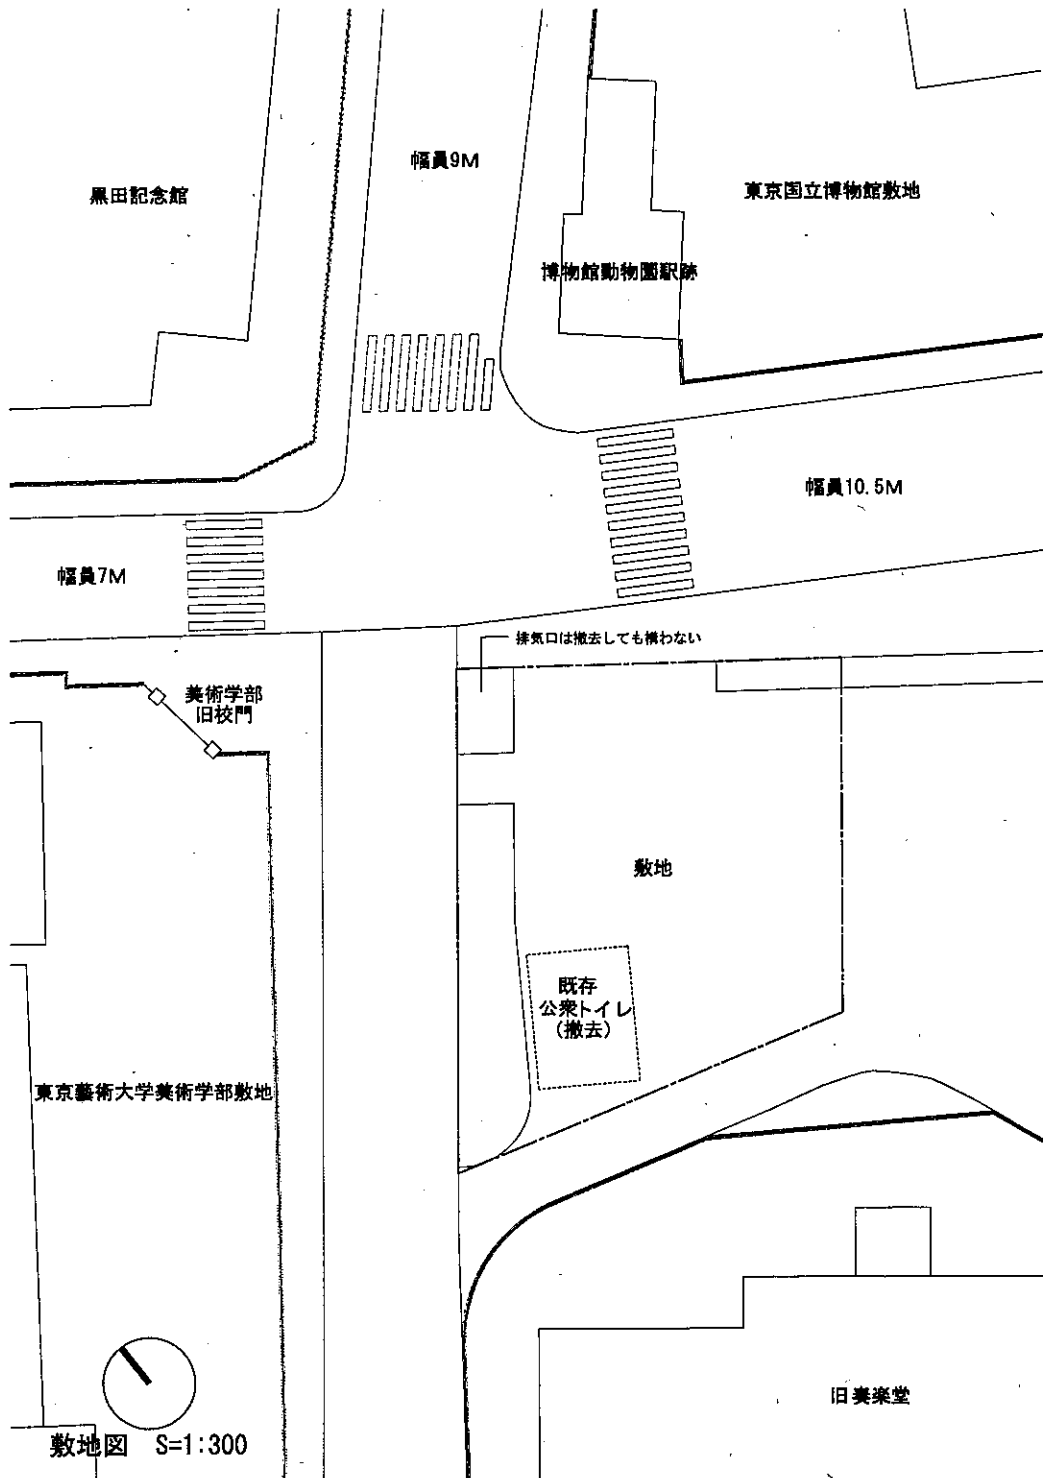 幅員9M
黒田記念館
東京国立博物館敷地
博物館動物園駅跡
幅員10.5M
幅員7M
排気口は撤去しても構わない
美術学部
旧校門
敷地
既存
公衆トイレ
(撤去)
東京藝術大学美術学部敷地
旧奏楽堂
敷地図 S=1:300